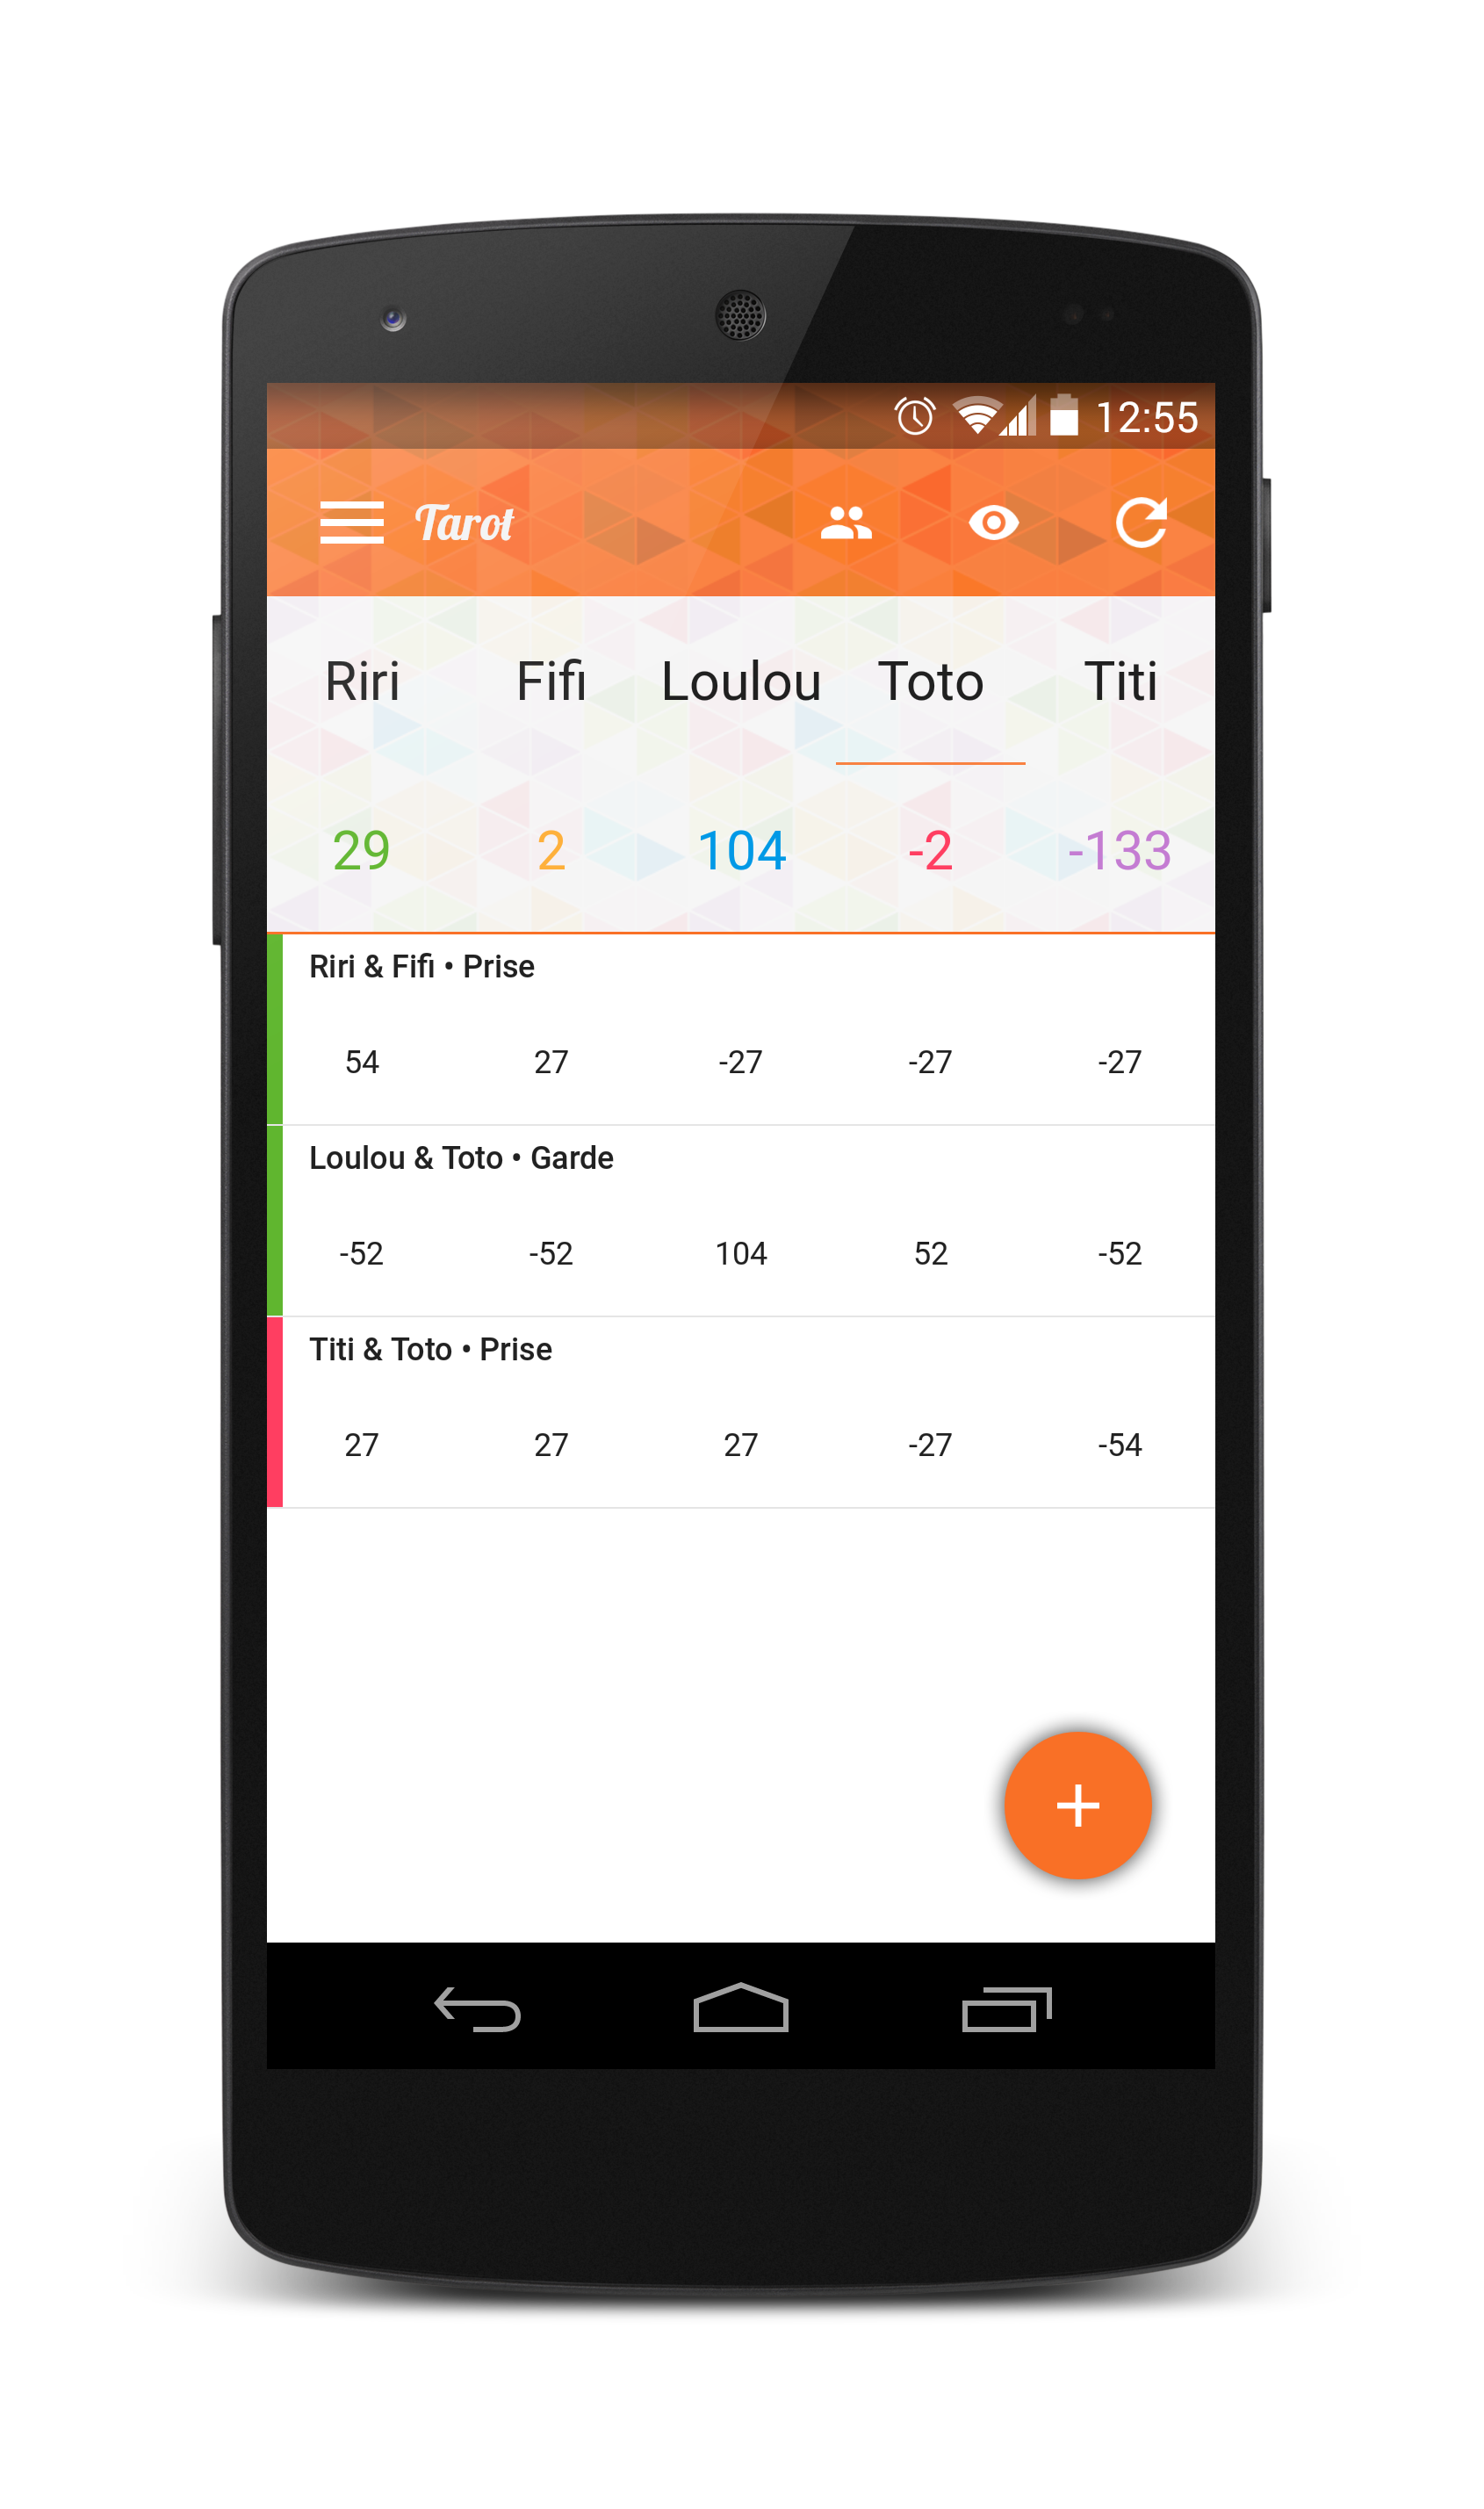 12:55
Tarot
Riri Fifi Loulou Toto Titi
29 2 104 -2 -133
Riri & Fifi • Prise
54 27 -27 -27 -27
Loulou & Toto • Garde
-52 -52 104 52 -52
Titi & Toto • Prise
27 27 27 -27 -54